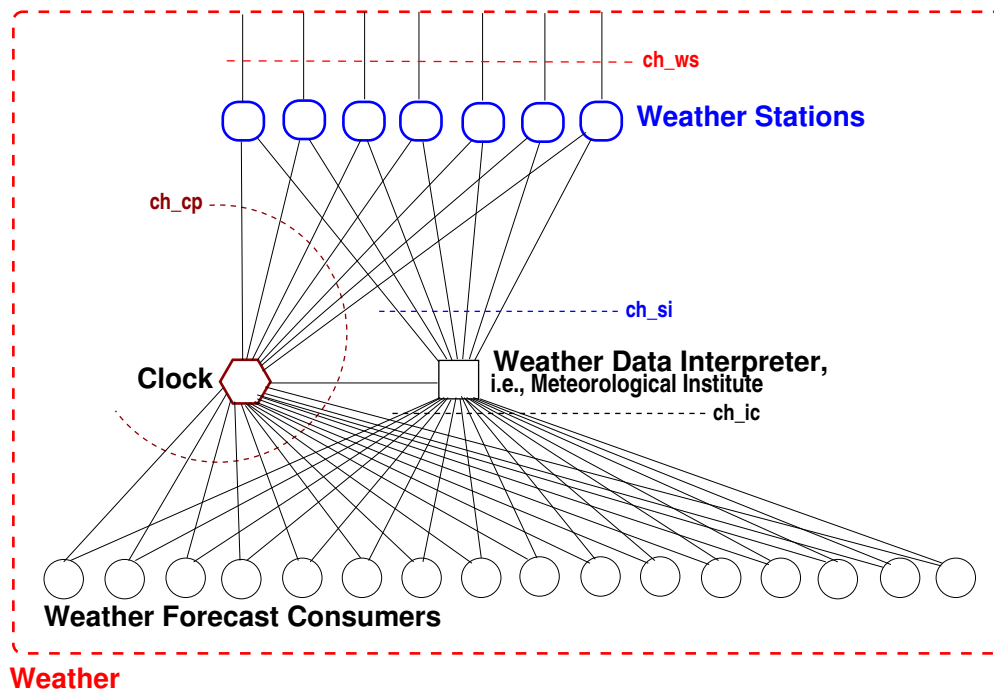 ch_ws
Weather Stations
ch_cp
ch_si
Clock
Weather Data Interpreter,
i.e., Meteorological Institute
ch_ic
Weather Forecast Consumers
Weather